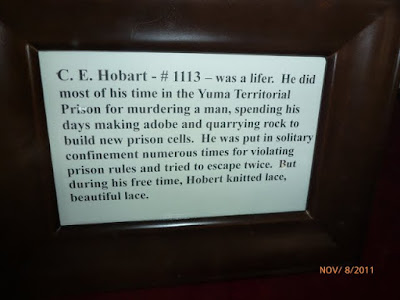 C. E. Hobart - # 1113 – was a lifer.  He did
most of his time in the Yuma Territorial
Prison for murdering a man, spending his
days making adobe and quarrying rock to
build new prison cells.  He was put in solitary
confinement numerous times for violating
prison rules and tried to escape twice.  But
during his free time, Hobert knitted lace,
beautiful lace.
NOV/ 8/2011